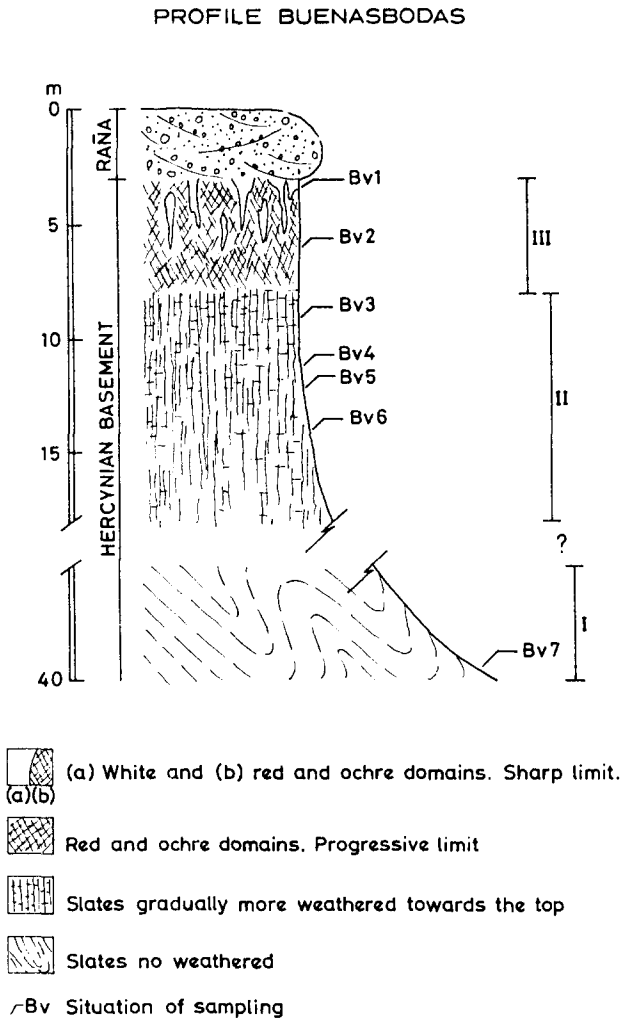 PROFILE BUENASBODAS
m
0
RAÑA
Bv1
5
Bv2
III
Bv3
10
Bv4
Bv5
II
Bv6
15
HERCYNIAN BASEMENT
?
I
Bv7
40
(a) White and (b) red and ochre domains. Sharp limit.
(a)(b)
Red and ochre domains. Progressive limit
Slates gradually more weathered towards the top
Slates no weathered
Bv Situation of sampling